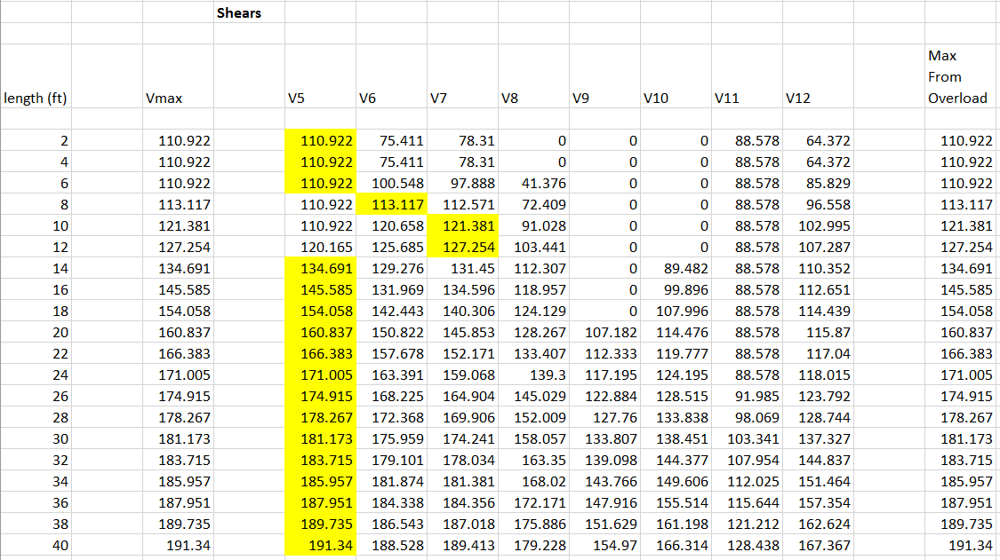 Shears
Max
From
length (ft) Vmax V5 V6 V7 V8 V9 V10 V11 V12 Overload
2 110.922 110.922 75.411 78.31 0 0 0 88.578 64.372 110.922
4 110.922 110.922 75.411 78.31 0 0 0 88.578 64.372 110.922
6 110.922 110.922 100.548 97.888 41.376 0 0 88.578 85.829 110.922
8 113.117 110.922 113.117 112.571 72.409 0 0 88.578 96.558 113.117
10 121.381 110.922 120.658 121.381 91.028 0 0 88.578 102.995 121.381
12 127.254 120.165 125.685 127.254 103.441 0 0 88.578 107.287 127.254
14 134.691 134.691 129.276 131.45 112.307 0 89.482 88.578 110.352 134.691
16 145.585 145.585 131.969 134.596 118.957 0 99.896 88.578 112.651 145.585
18 154.058 154.058 142.443 140.306 124.129 0 107.996 88.578 114.439 154.058
20 160.837 160.837 150.822 145.853 128.267 107.182 114.476 88.578 115.87 160.837
22 166.383 166.383 157.678 152.171 133.407 112.333 119.777 88.578 117.04 166.383
24 171.005 171.005 163.391 159.068 139.3 117.195 124.195 88.578 118.015 171.005
26 174.915 174.915 168.225 164.904 145.029 122.884 128.515 91.985 123.792 174.915
28 178.267 178.267 172.368 169.906 152.009 127.76 133.838 98.069 128.744 178.267
30 181.173 181.173 175.959 174.241 158.057 133.807 138.451 103.341 137.327 181.173
32 183.715 183.715 179.101 178.034 163.35 139.098 144.377 107.954 144.837 183.715
34 185.957 185.957 181.874 181.381 168.02 143.766 149.606 112.025 151.464 185.957
36 187.951 187.951 184.338 184.356 172.171 147.916 155.514 115.644 157.354 187.951
38 189.735 189.735 186.543 187.018 175.886 151.629 161.198 121.212 162.624 189.735
40 191.34 191.34 188.528 189.413 179.228 154.97 166.314 128.438 167.367 191.34